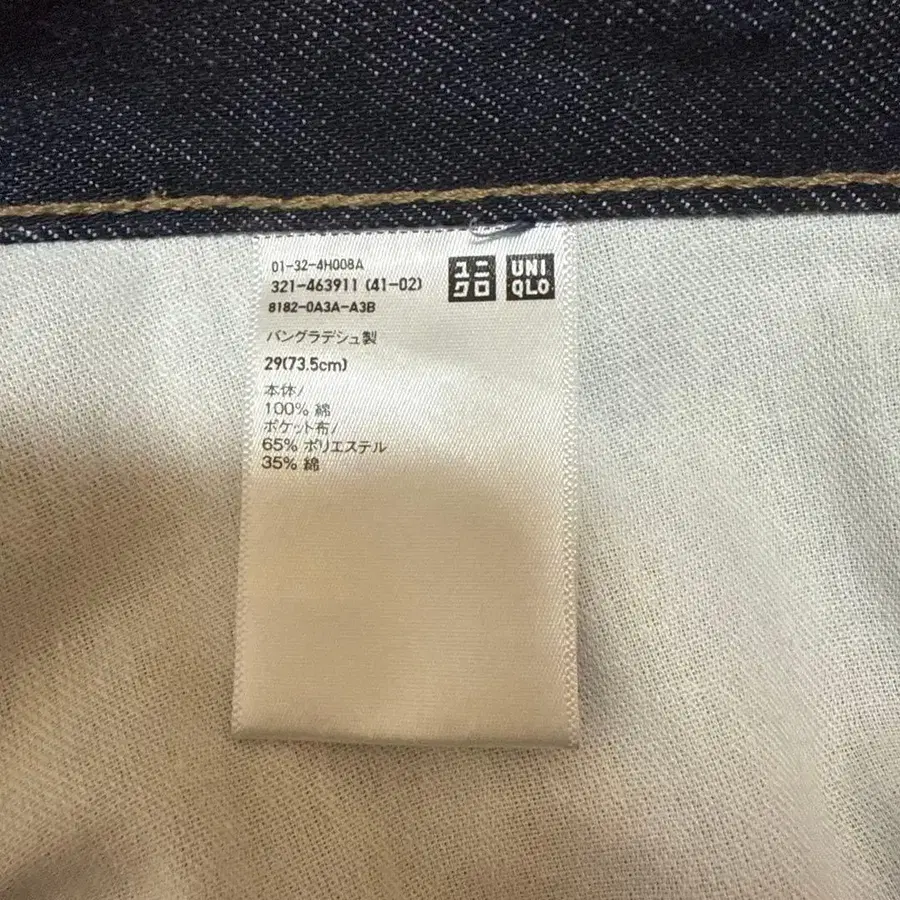 01-32-4H008A
321-463911 (41-02)
8182-0A3A-A3B
バングラデシュ製
29(73.5cm)
本体/
100% 綿
ポケット布/
65% ポリエステル
35% 綿
ユニ
クロ
UNI
QLO